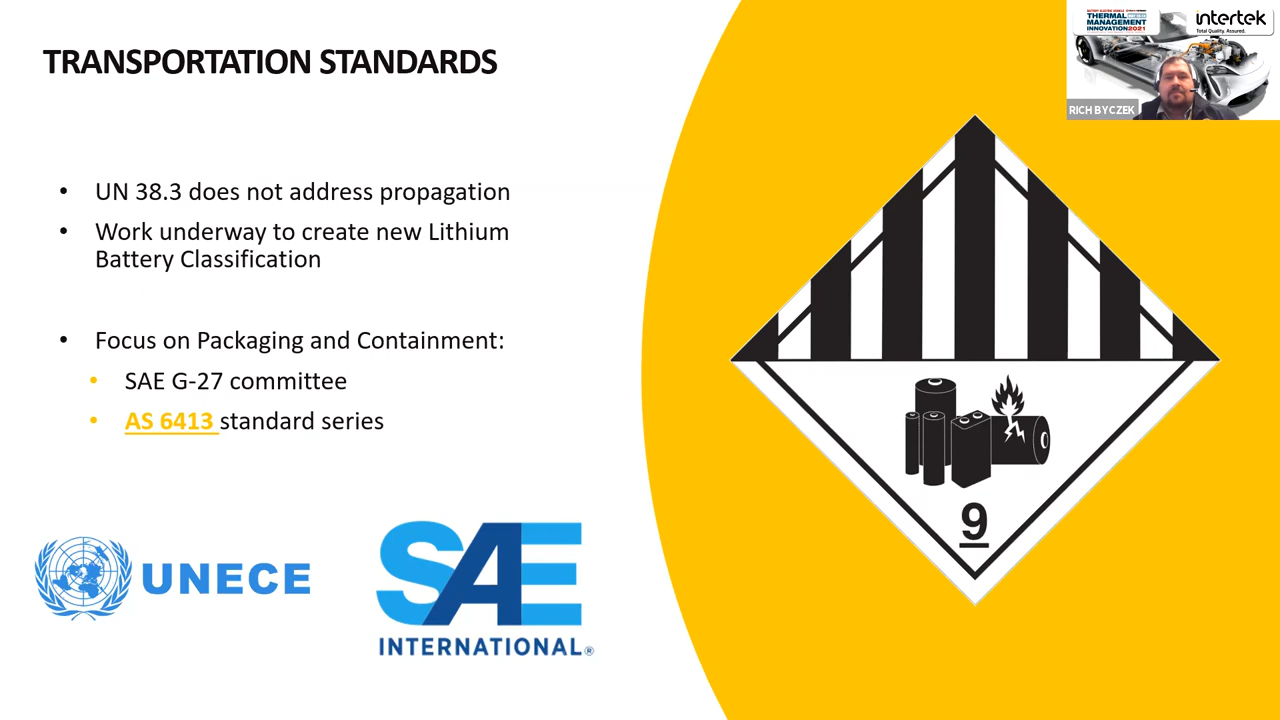 TRANSPORTATION STANDARDS
• UN 38.3 does not address propagation
• Work underway to create new Lithium
Battery Classification
• Focus on Packaging and Containment:
• SAE G-27 committee
• AS 6413 standard series
UNECE
SAE
INTERNATIONAL®
9
THERMAL
MANAGEMENT
INNOVATION2021
intertek
Total Quality. Assured.
RICH BYCZEK